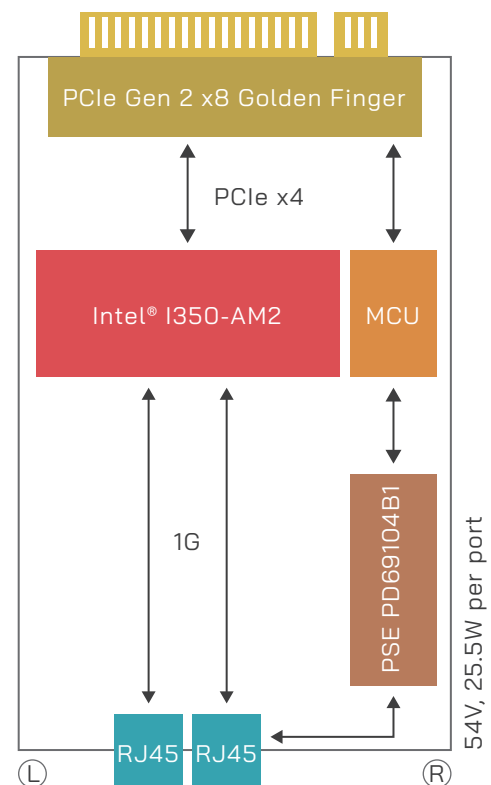 PCIe Gen 2 x8 Golden Finger
PCIe x4
Intel® I350-AM2
MCU
1G
PSE PD69104B1
54V, 25.5W per port
RJ45
RJ45
L
R